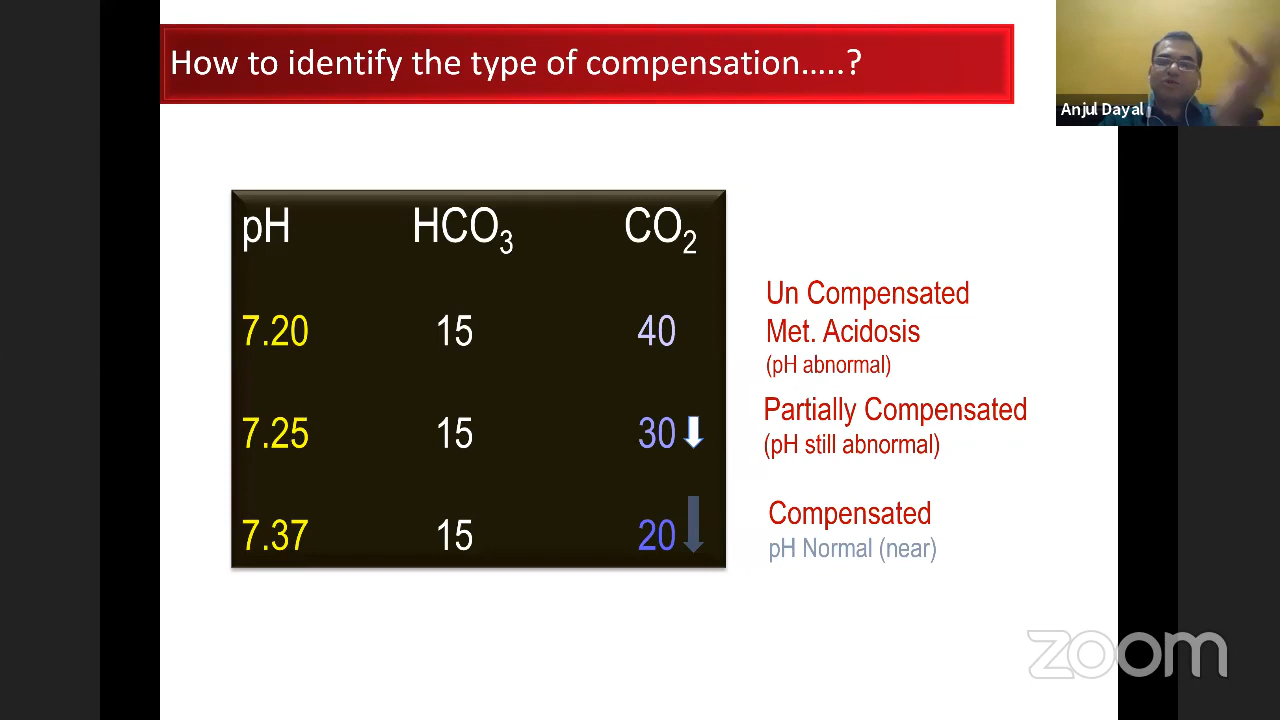 How to identify the type of compensation…..?
Anjul Dayal
pH HCO3 CO2
7.20 15 40
Un Compensated
Met. Acidosis
(pH abnormal)
7.25 15 30
Partially Compensated
(pH still abnormal)
7.37 15 20
Compensated
pH Normal (near)
zoom